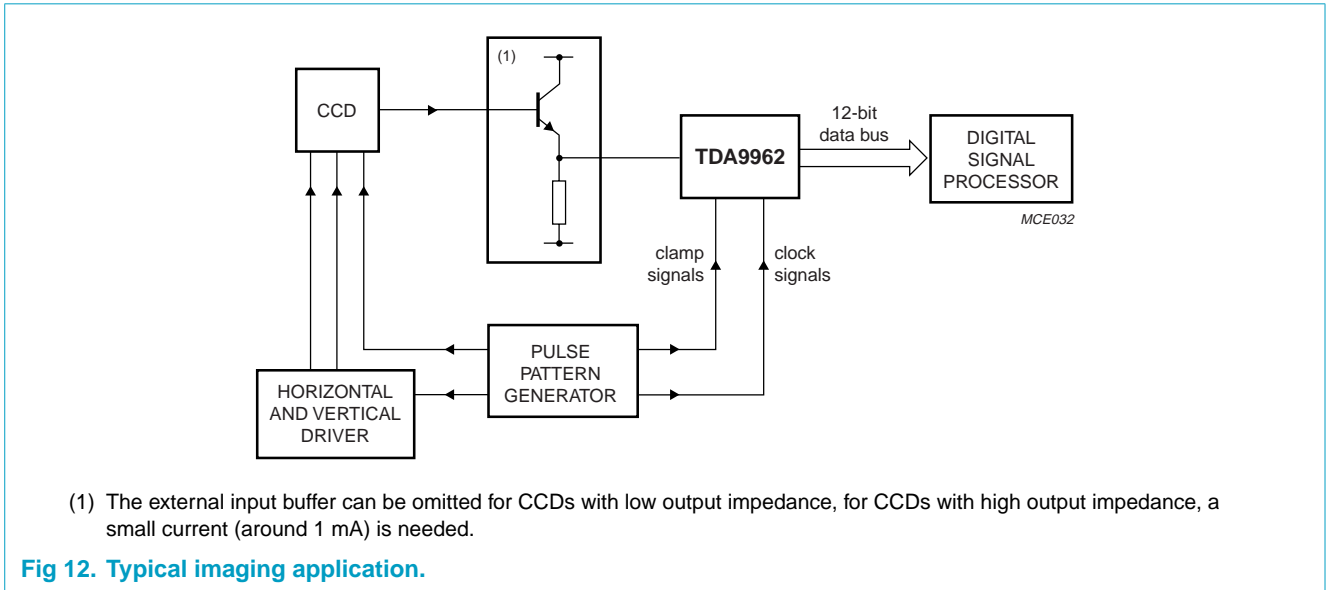 (1)
CCD
TDA9962
12-bit
data bus
DIGITAL
SIGNAL
PROCESSOR
MCE032
clamp
signals
clock
signals
PULSE
PATTERN
GENERATOR
HORIZONTAL
AND VERTICAL
DRIVER
(1) The external input buffer can be omitted for CCDs with low output impedance, for CCDs with high output impedance, a
small current (around 1 mA) is needed.
Fig 12. Typical imaging application.